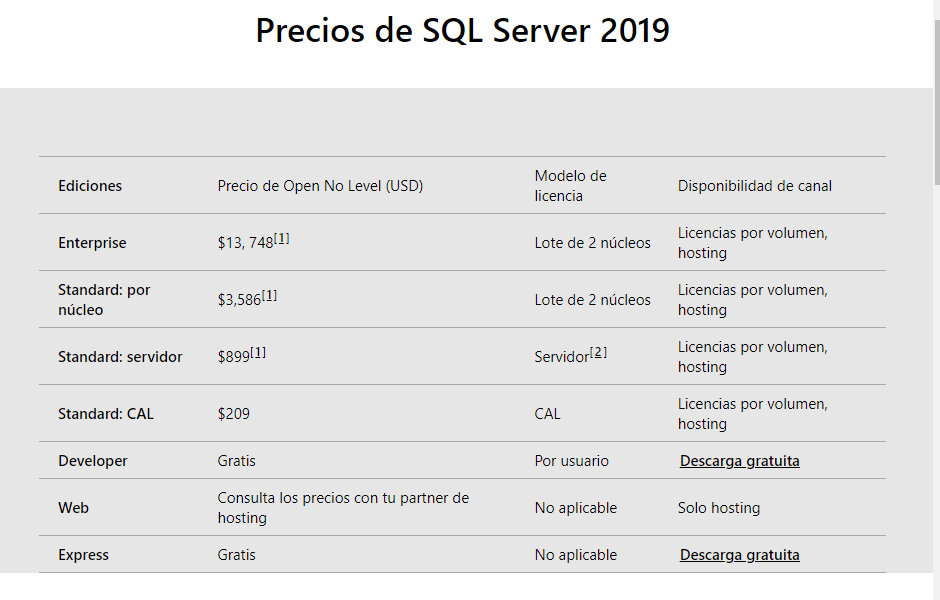 Precios de SQL Server 2019
Ediciones Precio de Open No Level (USD) Modelo de licencia Disponibilidad de canal
Enterprise $13, 748[1] Lote de 2 núcleos Licencias por volumen, hosting
Standard: por núcleo $3,586[1] Lote de 2 núcleos Licencias por volumen, hosting
Standard: servidor $899[1] Servidor[2] Licencias por volumen, hosting
Standard: CAL $209 CAL Licencias por volumen, hosting
Developer Gratis Por usuario Descarga gratuita
Web Consulta los precios con tu partner de hosting No aplicable Solo hosting
Express Gratis No aplicable Descarga gratuita